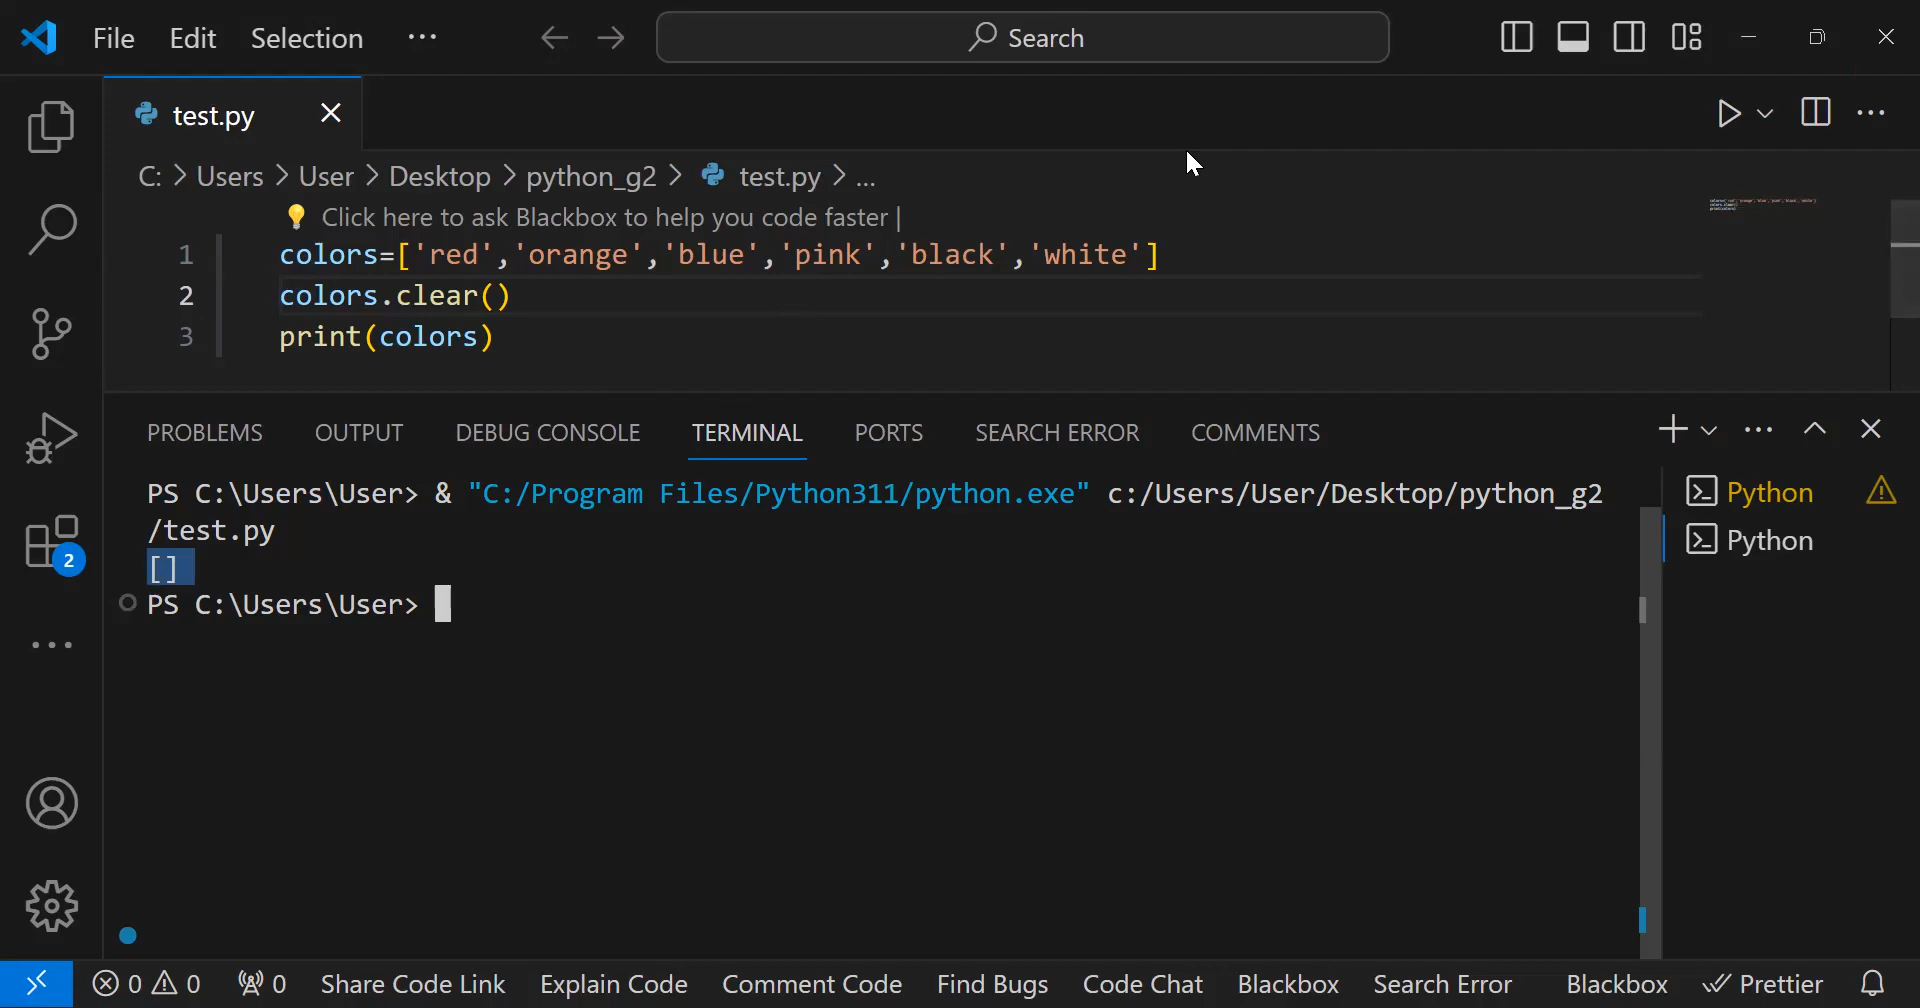 File Edit Selection ··· Search
test.py
C: > Users > User > Desktop > python_g2 > test.py > ...
Click here to ask Blackbox to help you code faster |
1 colors=['red','orange','blue','pink','black','white']
2 colors.clear()
3 print(colors)
PROBLEMS OUTPUT DEBUG CONSOLE TERMINAL PORTS SEARCH ERROR COMMENTS
PS C:\Users\User> & "C:/Program Files/Python311/python.exe" c:/Users/User/Desktop/python_g2
/test.py
[]
PS C:\Users\User>
Python
Python
2
0 0 0 Share Code Link Explain Code Comment Code Find Bugs Code Chat Blackbox Search Error Blackbox Prettier